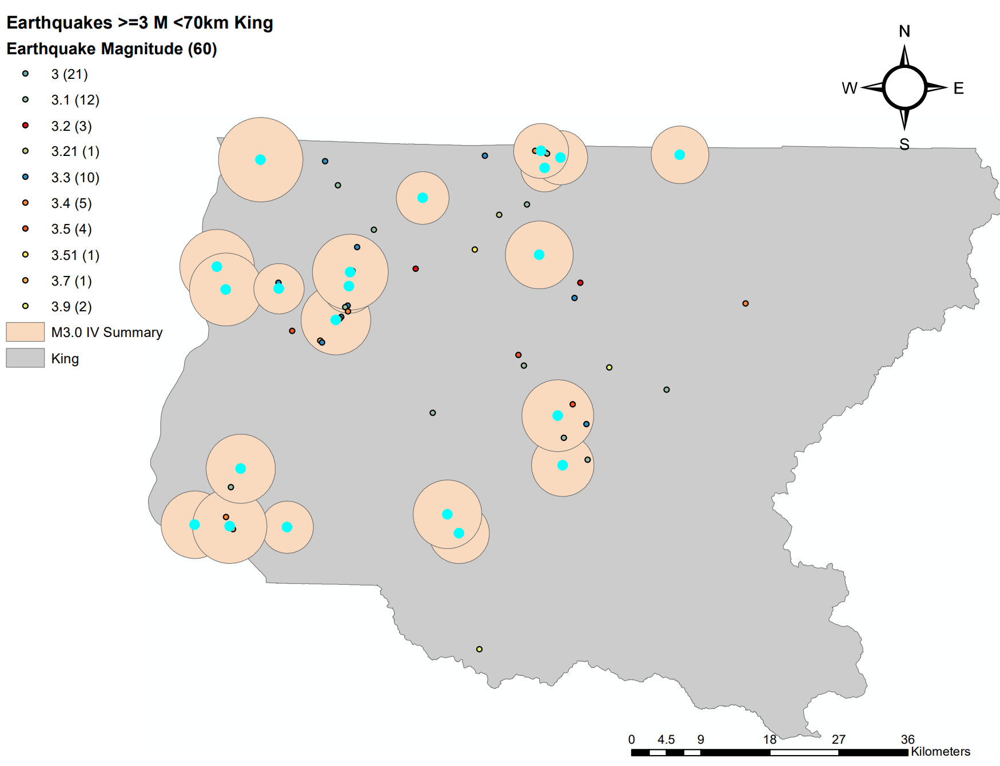 Earthquakes >=3 M <70km King
Earthquake Magnitude (60)
3 (21)
3.1 (12)
3.2 (3)
3.21 (1)
3.3 (10)
3.4 (5)
3.5 (4)
3.51 (1)
3.7 (1)
3.9 (2)
M3.0 IV Summary
King
N
W E
S
0 4.5 9 18 27 36
Kilometers